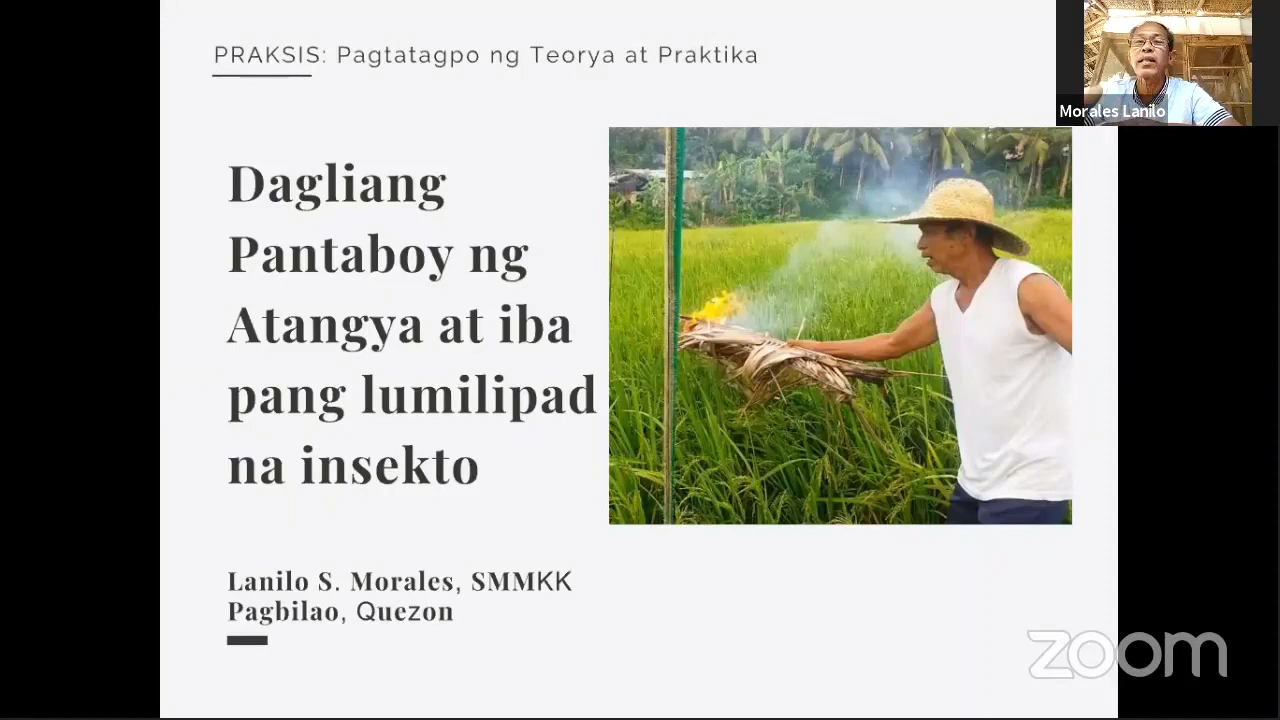 PRAKSIS: Pagtatagpo ng Teorya at Praktika
Morales Lanilo
Dagliang
Pantaboy ng
Atangya at iba
pang lumilipad
na insekto
Lanilo S. Morales, SMMKK
Pagbilao, Quezon
zoom